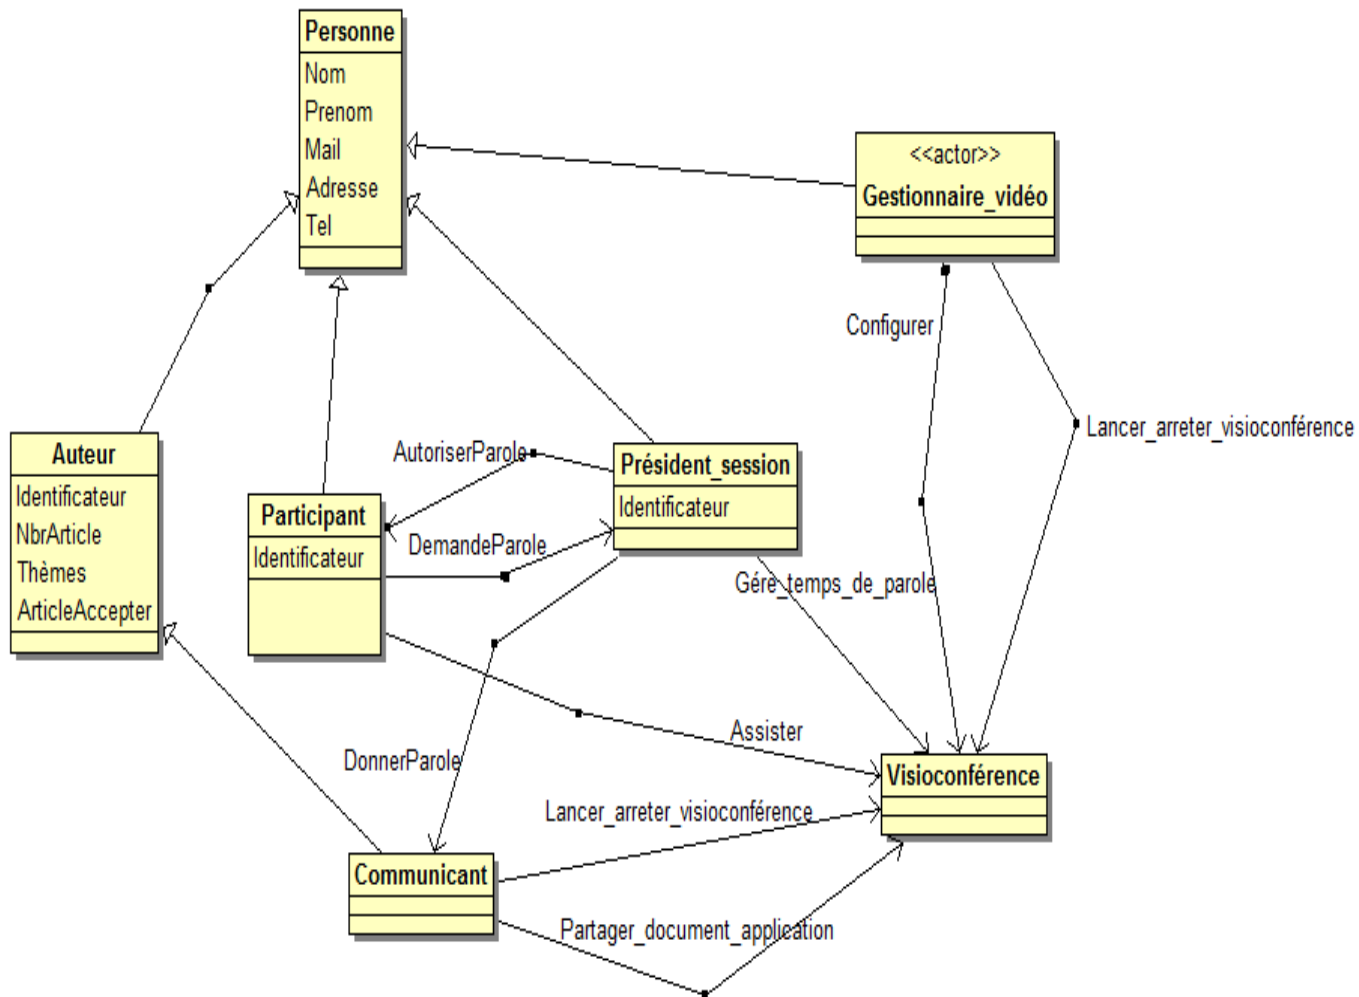 Personne
Nom
Prenom
Mail
Adresse
Tel
<<actor>>
Gestionnaire_vidéo
Configurer
Lancer_arreter_visioconférence
Auteur
Identificateur
NbrArticle
Thèmes
ArticleAccepter
Participant
Identificateur
AutoriserParole
DemandeParole
Président_session
Identificateur
Gére_temps_de_parole
Assister
DonnerParole
Visioconférence
Lancer_arreter_visioconférence
Communicant
Partager_document_application